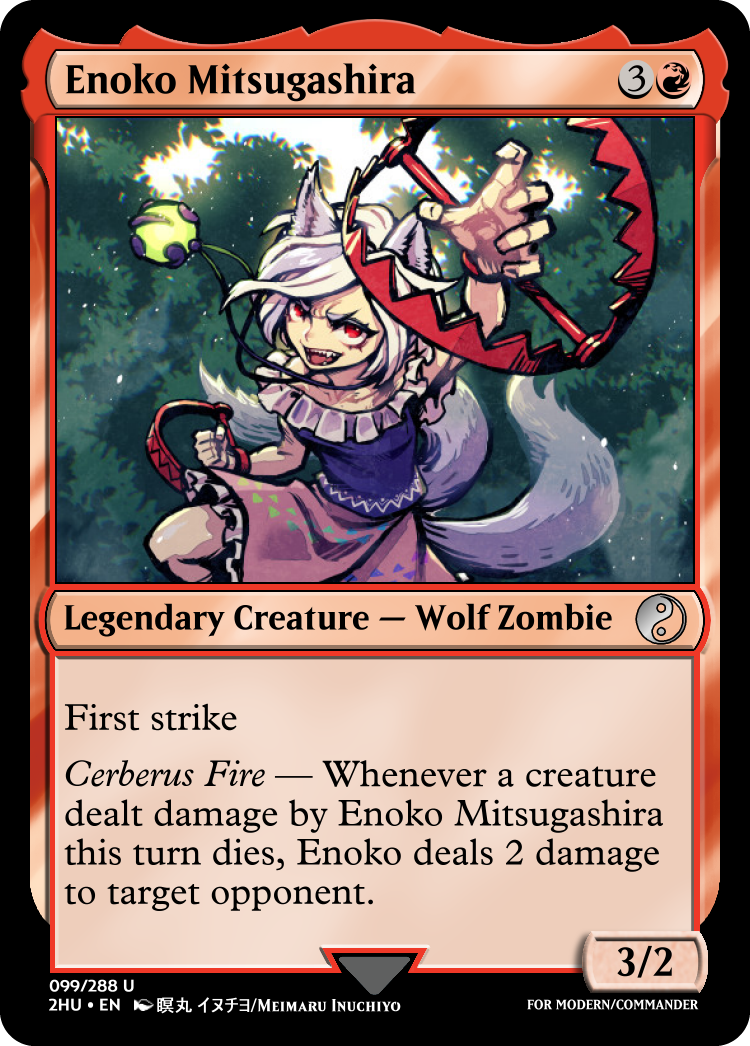 Enoko Mitsugashira 3
Legendary Creature — Wolf Zombie
First strike
Cerberus Fire — Whenever a creature
dealt damage by Enoko Mitsugashira
this turn dies, Enoko deals 2 damage
to target opponent.
3/2
099/288 U
2HU • EN 瞑丸 イヌチヨ/Meimaru Inuchiyo
FOR MODERN/COMMANDER